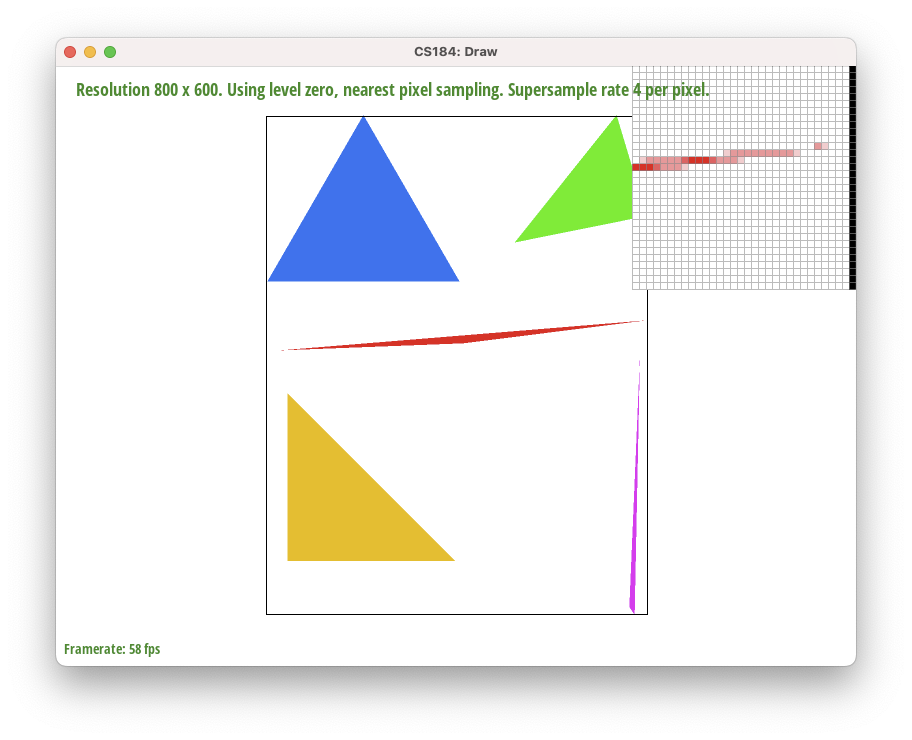 CS184: Draw
Resolution 800 x 600. Using level zero, nearest pixel sampling. Supersample rate 4 per pixel.
Framerate: 58 fps